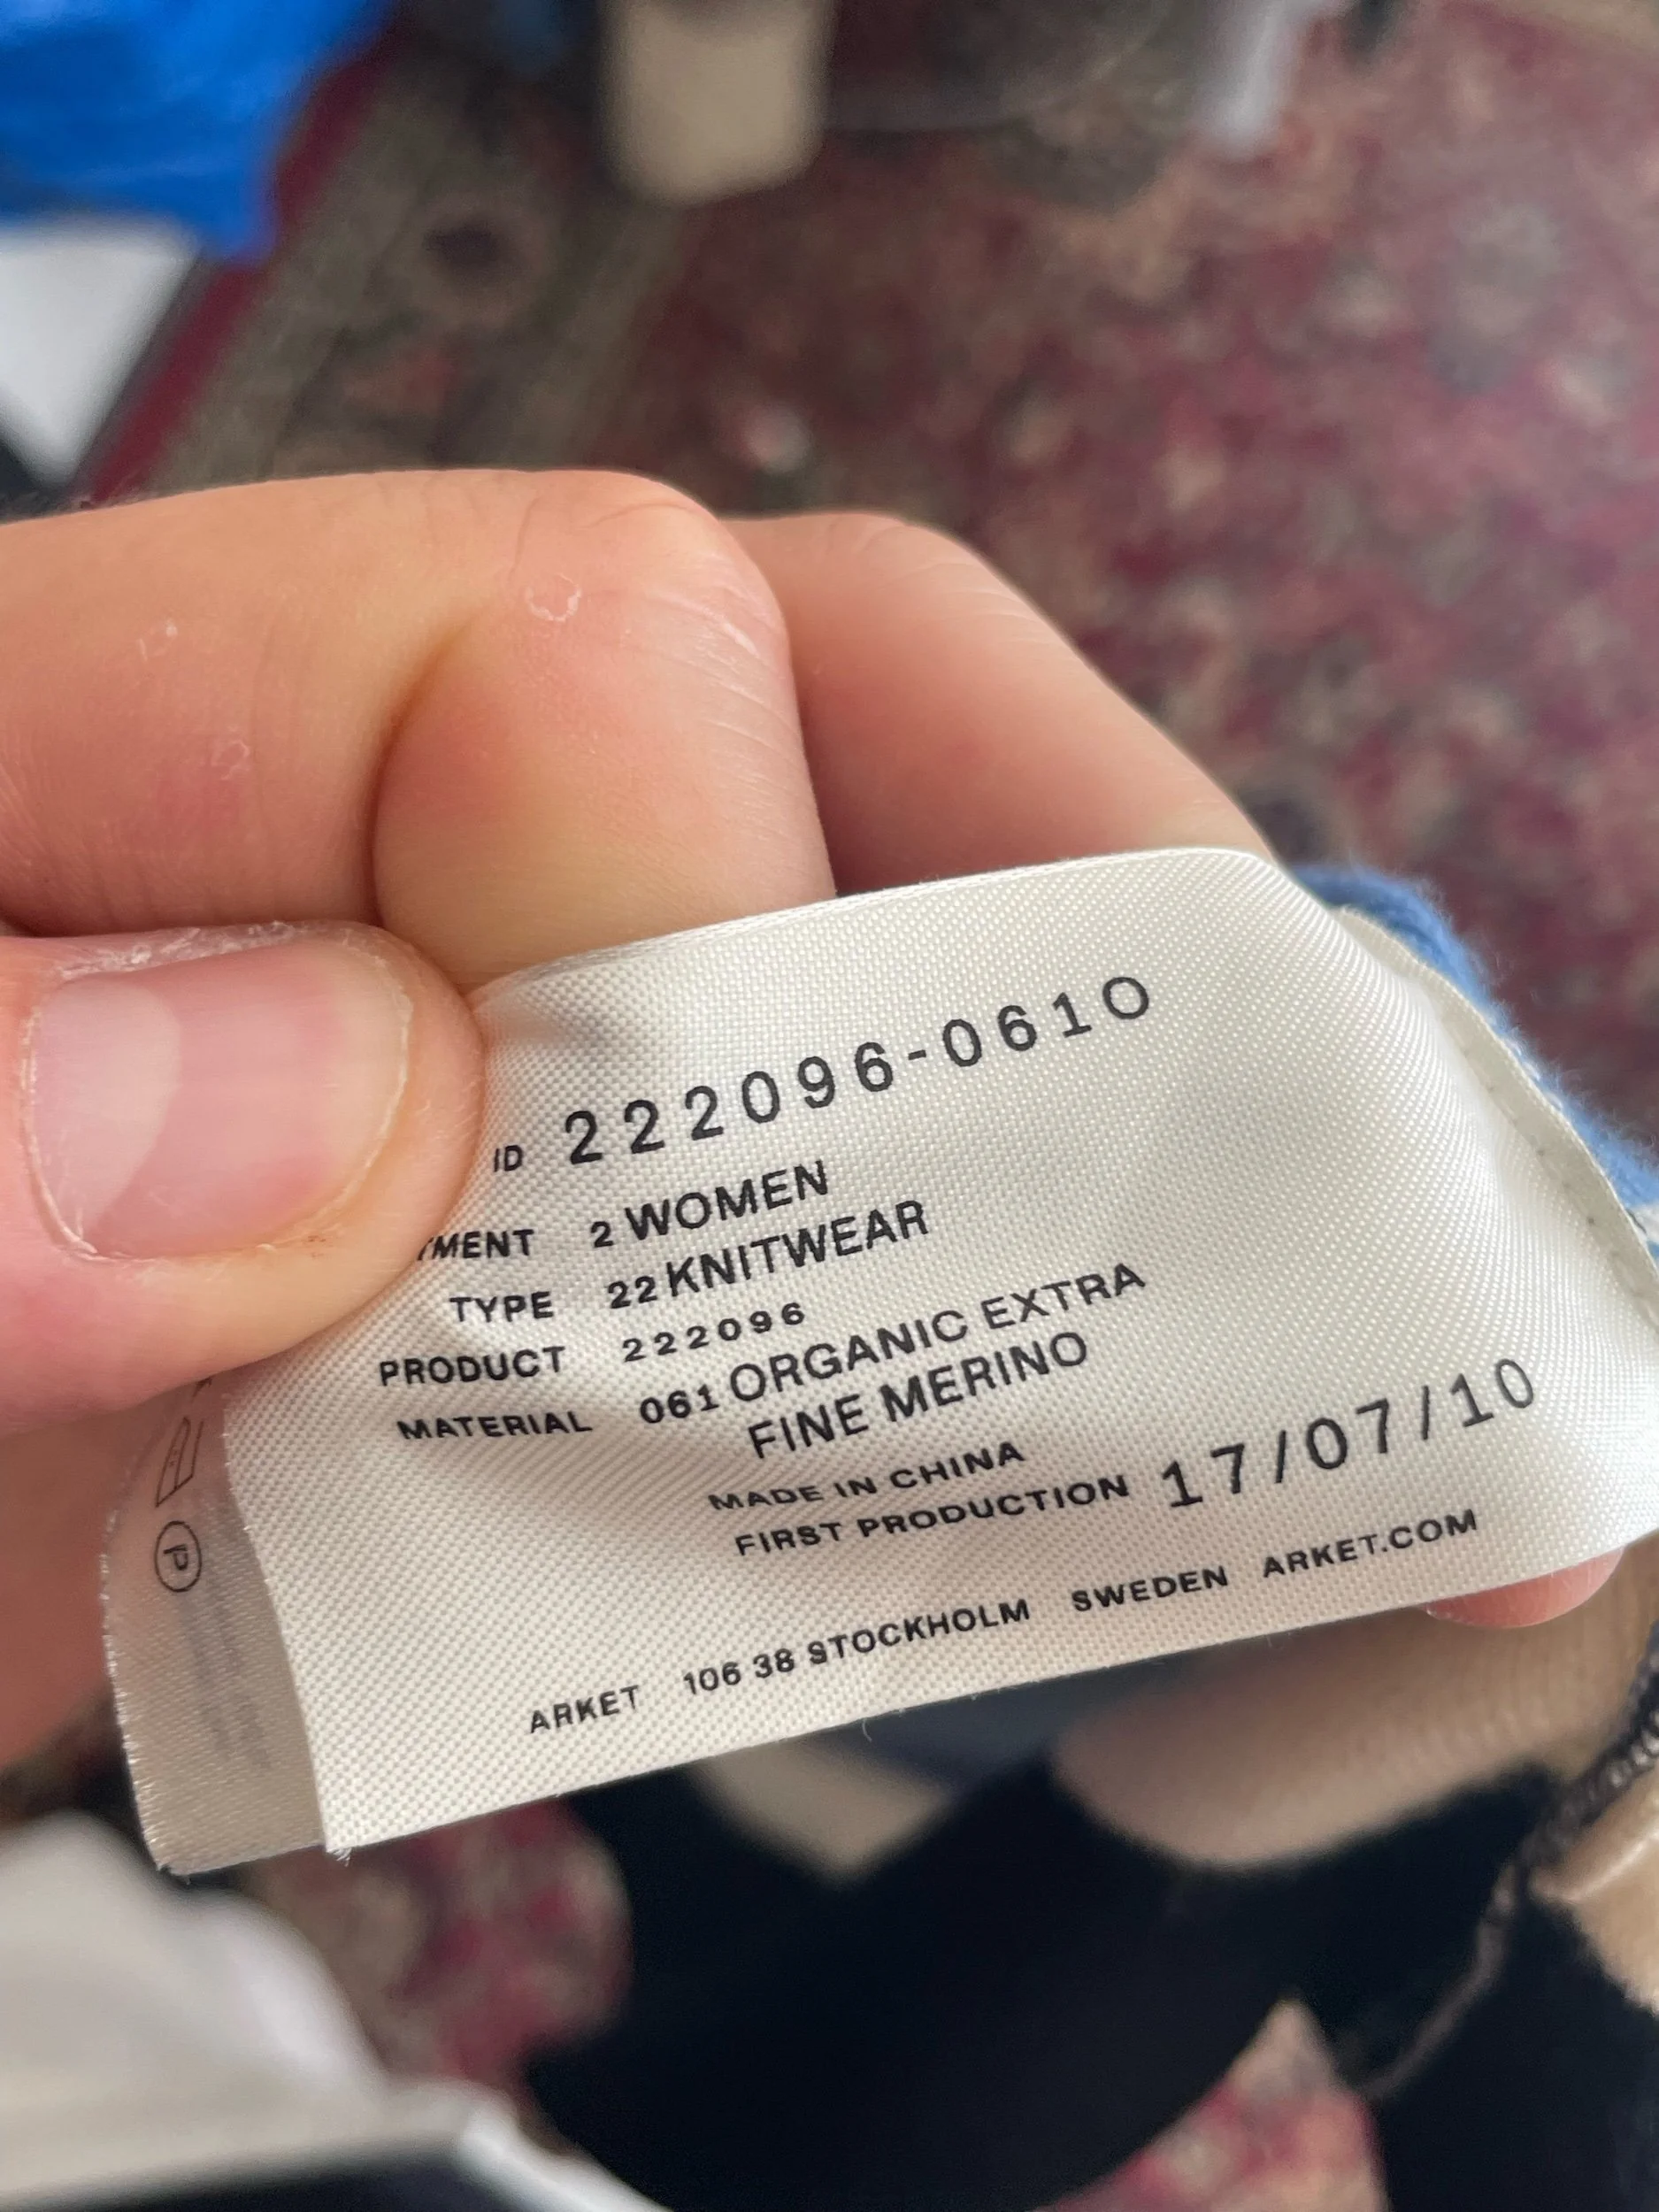 ID 222096-061O
MENT 2 WOMEN
TYPE 22 KNITWEAR
PRODUCT 222096
MATERIAL 061 ORGANIC EXTRA
FINE MERINO
MADE IN CHINA
FIRST PRODUCTION 17/07/10
ARKET 106 38 STOCKHOLM SWEDEN ARKET.COM
P